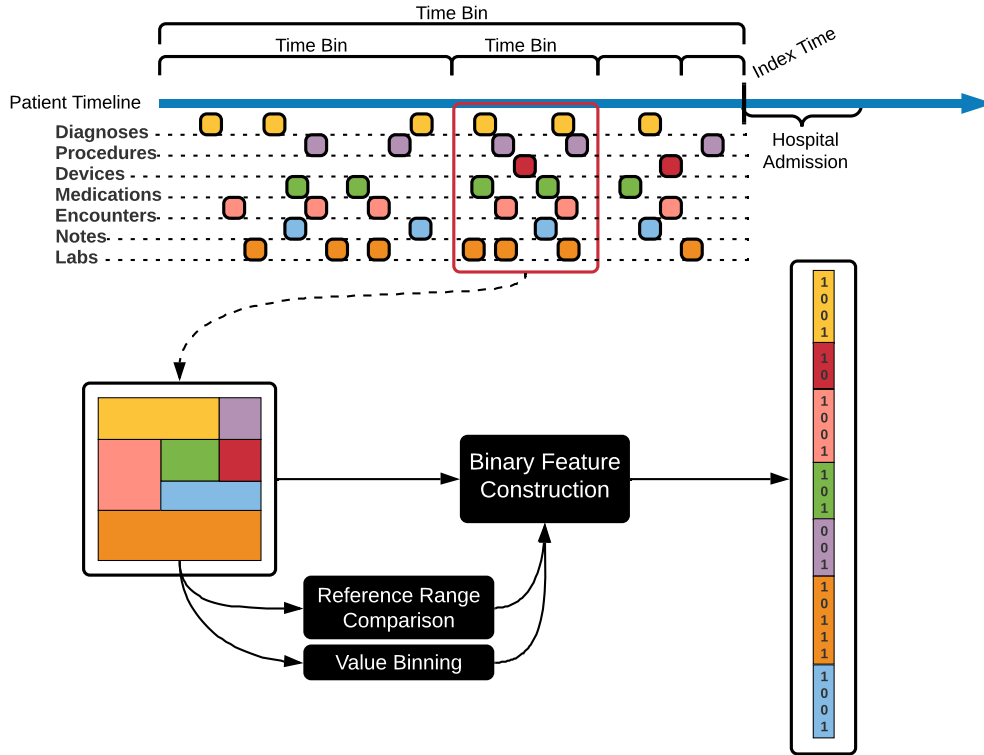 Time Bin
Time Bin
Time Bin
Index Time
Patient Timeline
Hospital
Admission
Diagnoses
Procedures
Devices
Medications
Encounters
Notes
Labs
Binary Feature
Construction
Reference Range
Comparison
Value Binning
1
0
0
1
1
0
1
0
0
1
1
0
1
0
0
1
1
0
1
1
1
1
0
0
1